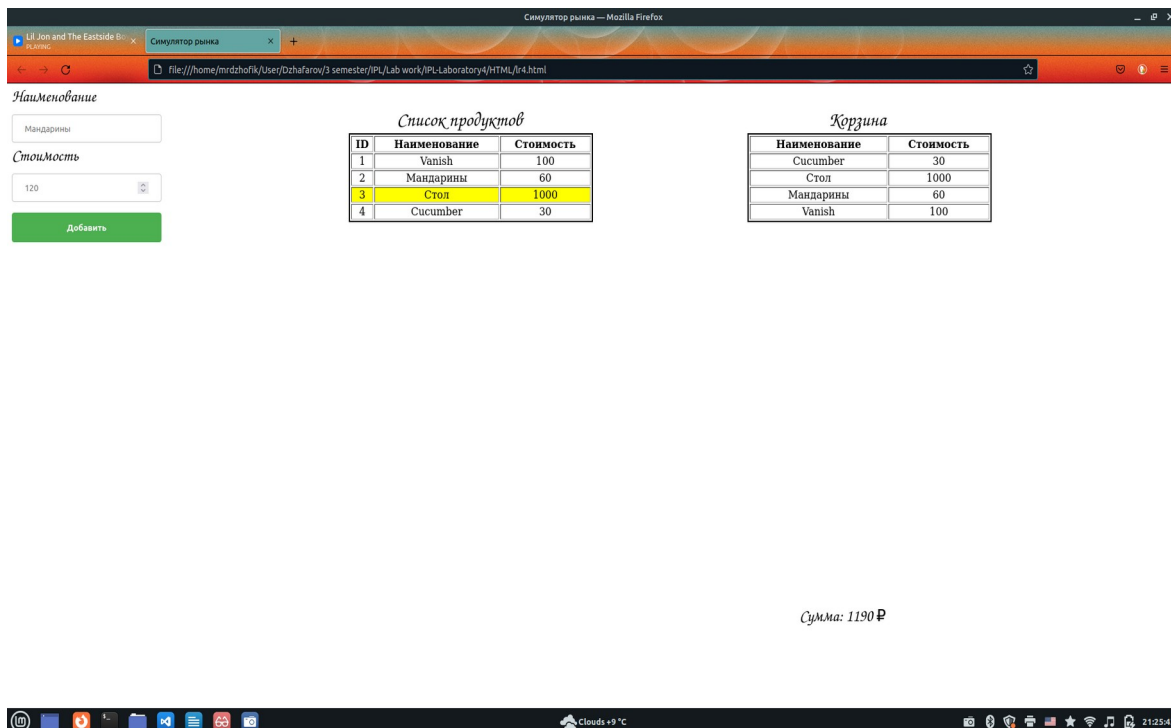 Симулятор рынка — Mozilla Firefox
Lil Jon and The Eastside Bo
PLAYING
Симулятор рынка
file:///home/mrdzhofik/User/Dzhafarov/3 semester/IPL/Lab work/IPL-Laboratory4/HTML/lr4.html
Наименование
Мандарины
Стоимость
120
Добавить
Список продуктов
ID Наименование Стоимость
1 Vanish 100
2 Мандарины 60
3 Стол 1000
4 Cucumber 30
Корзина
Наименование Стоимость
Cucumber 30
Стол 1000
Мандарины 60
Vanish 100
Сумма: 1190 ₽
Clouds +9 °C
21:25:4